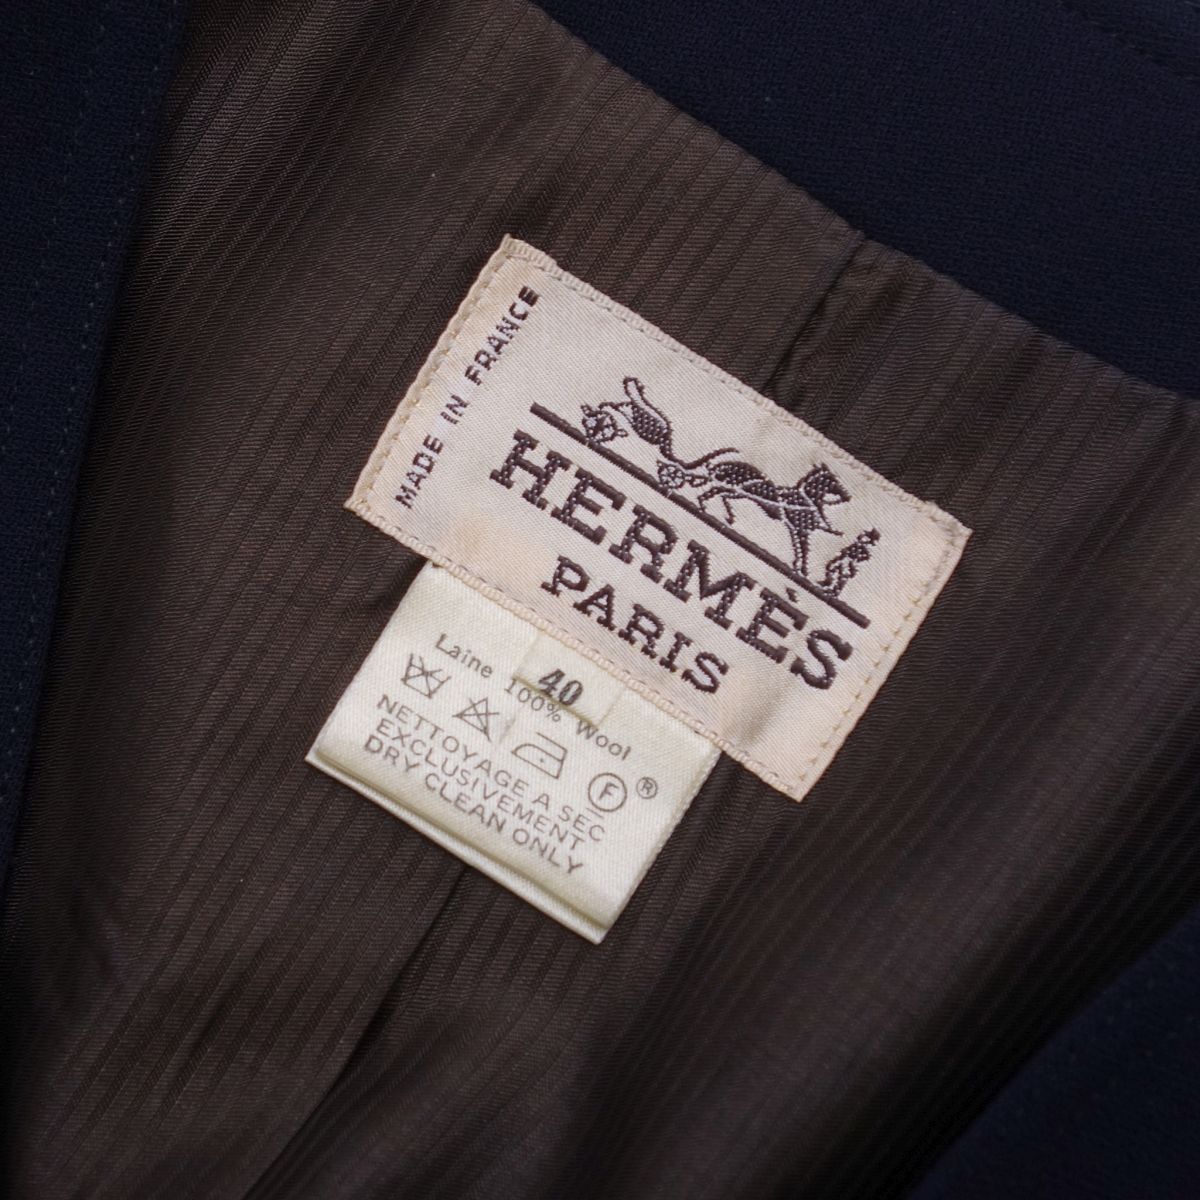 MADE IN FRANCE
HERMÈS
PARIS
40
Laine 100% Wool
F ®
NETTOYAGE A SEC
EXCLUSIVEMENT
DRY CLEAN ONLY